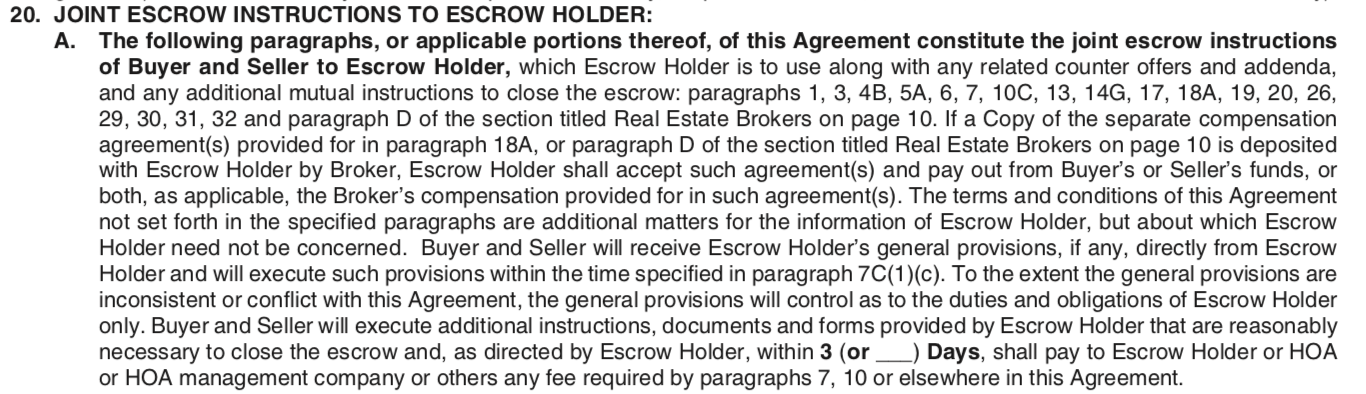 20. JOINT ESCROW INSTRUCTIONS TO ESCROW HOLDER:
A. The following paragraphs, or applicable portions thereof, of this Agreement constitute the joint escrow instructions
of Buyer and Seller to Escrow Holder, which Escrow Holder is to use along with any related counter offers and addenda,
and any additional mutual instructions to close the escrow: paragraphs 1, 3, 4B, 5A, 6, 7, 10C, 13, 14G, 17, 18A, 19, 20, 26,
29, 30, 31, 32 and paragraph D of the section titled Real Estate Brokers on page 10. If a Copy of the separate compensation
agreement(s) provided for in paragraph 18A, or paragraph D of the section titled Real Estate Brokers on page 10 is deposited
with Escrow Holder by Broker, Escrow Holder shall accept such agreement(s) and pay out from Buyer's or Seller's funds, or
both, as applicable, the Broker's compensation provided for in such agreement(s). The terms and conditions of this Agreement
not set forth in the specified paragraphs are additional matters for the information of Escrow Holder, but about which Escrow
Holder need not be concerned. Buyer and Seller will receive Escrow Holder's general provisions, if any, directly from Escrow
Holder and will execute such provisions within the time specified in paragraph 7C(1)(c). To the extent the general provisions are
inconsistent or conflict with this Agreement, the general provisions will control as to the duties and obligations of Escrow Holder
only. Buyer and Seller will execute additional instructions, documents and forms provided by Escrow Holder that are reasonably
necessary to close the escrow and, as directed by Escrow Holder, within 3 (or ___) Days, shall pay to Escrow Holder or HOA
or HOA management company or others any fee required by paragraphs 7, 10 or elsewhere in this Agreement.